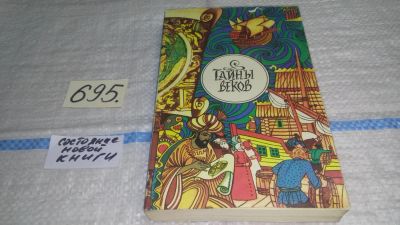 695.
состояние
новой
книги
ТАЙНЫ
ВЕКОВ